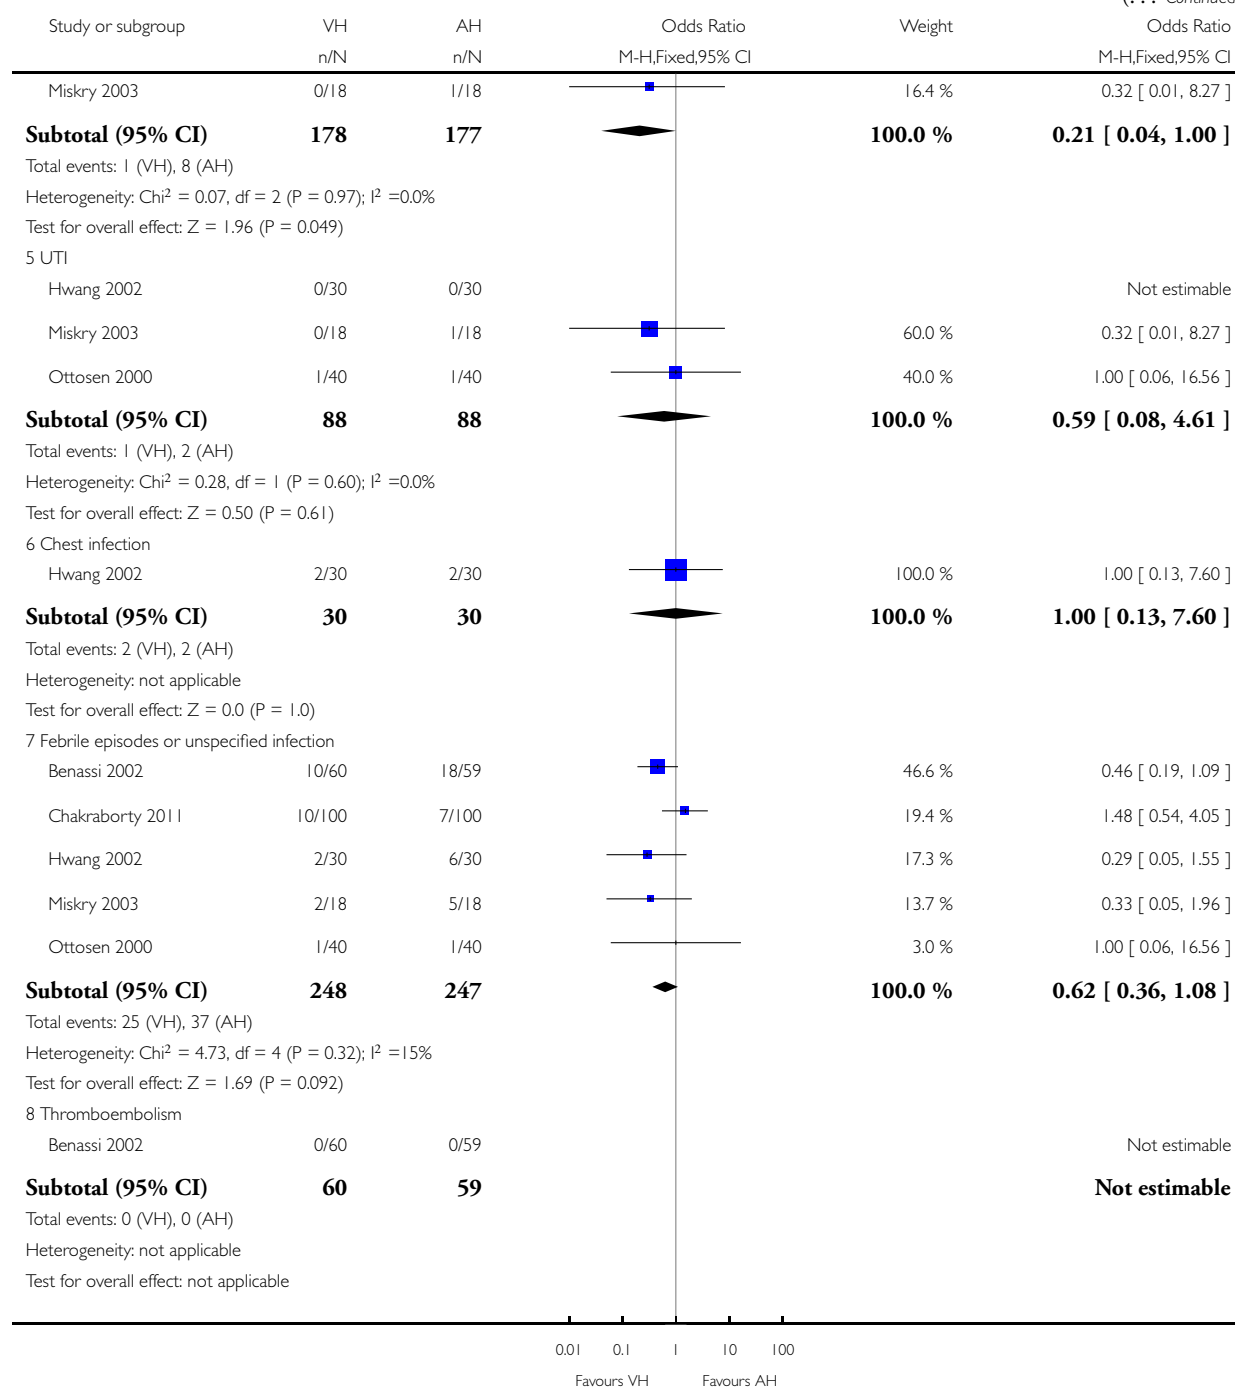 (. . . Continued
Study or subgroup VH AH Odds Ratio Weight Odds Ratio
n/N n/N M-H,Fixed,95% CI M-H,Fixed,95% CI
Miskry 2003 0/18 1/18 16.4 % 0.32 [ 0.01, 8.27 ]
Subtotal (95% CI) 178 177 100.0 % 0.21 [ 0.04, 1.00 ]
Total events: 1 (VH), 8 (AH)
Heterogeneity: Chi² = 0.07, df = 2 (P = 0.97); I² =0.0%
Test for overall effect: Z = 1.96 (P = 0.049)
5 UTI
Hwang 2002 0/30 0/30 Not estimable
Miskry 2003 0/18 1/18 60.0 % 0.32 [ 0.01, 8.27 ]
Ottosen 2000 1/40 1/40 40.0 % 1.00 [ 0.06, 16.56 ]
Subtotal (95% CI) 88 88 100.0 % 0.59 [ 0.08, 4.61 ]
Total events: 1 (VH), 2 (AH)
Heterogeneity: Chi² = 0.28, df = 1 (P = 0.60); I² =0.0%
Test for overall effect: Z = 0.50 (P = 0.61)
6 Chest infection
Hwang 2002 2/30 2/30 100.0 % 1.00 [ 0.13, 7.60 ]
Subtotal (95% CI) 30 30 100.0 % 1.00 [ 0.13, 7.60 ]
Total events: 2 (VH), 2 (AH)
Heterogeneity: not applicable
Test for overall effect: Z = 0.0 (P = 1.0)
7 Febrile episodes or unspecified infection
Benassi 2002 10/60 18/59 46.6 % 0.46 [ 0.19, 1.09 ]
Chakraborty 2011 10/100 7/100 19.4 % 1.48 [ 0.54, 4.05 ]
Hwang 2002 2/30 6/30 17.3 % 0.29 [ 0.05, 1.55 ]
Miskry 2003 2/18 5/18 13.7 % 0.33 [ 0.05, 1.96 ]
Ottosen 2000 1/40 1/40 3.0 % 1.00 [ 0.06, 16.56 ]
Subtotal (95% CI) 248 247 100.0 % 0.62 [ 0.36, 1.08 ]
Total events: 25 (VH), 37 (AH)
Heterogeneity: Chi² = 4.73, df = 4 (P = 0.32); I² =15%
Test for overall effect: Z = 1.69 (P = 0.092)
8 Thromboembolism
Benassi 2002 0/60 0/59 Not estimable
Subtotal (95% CI) 60 59 Not estimable
Total events: 0 (VH), 0 (AH)
Heterogeneity: not applicable
Test for overall effect: not applicable
0.01 0.1 1 10 100
Favours VH Favours AH